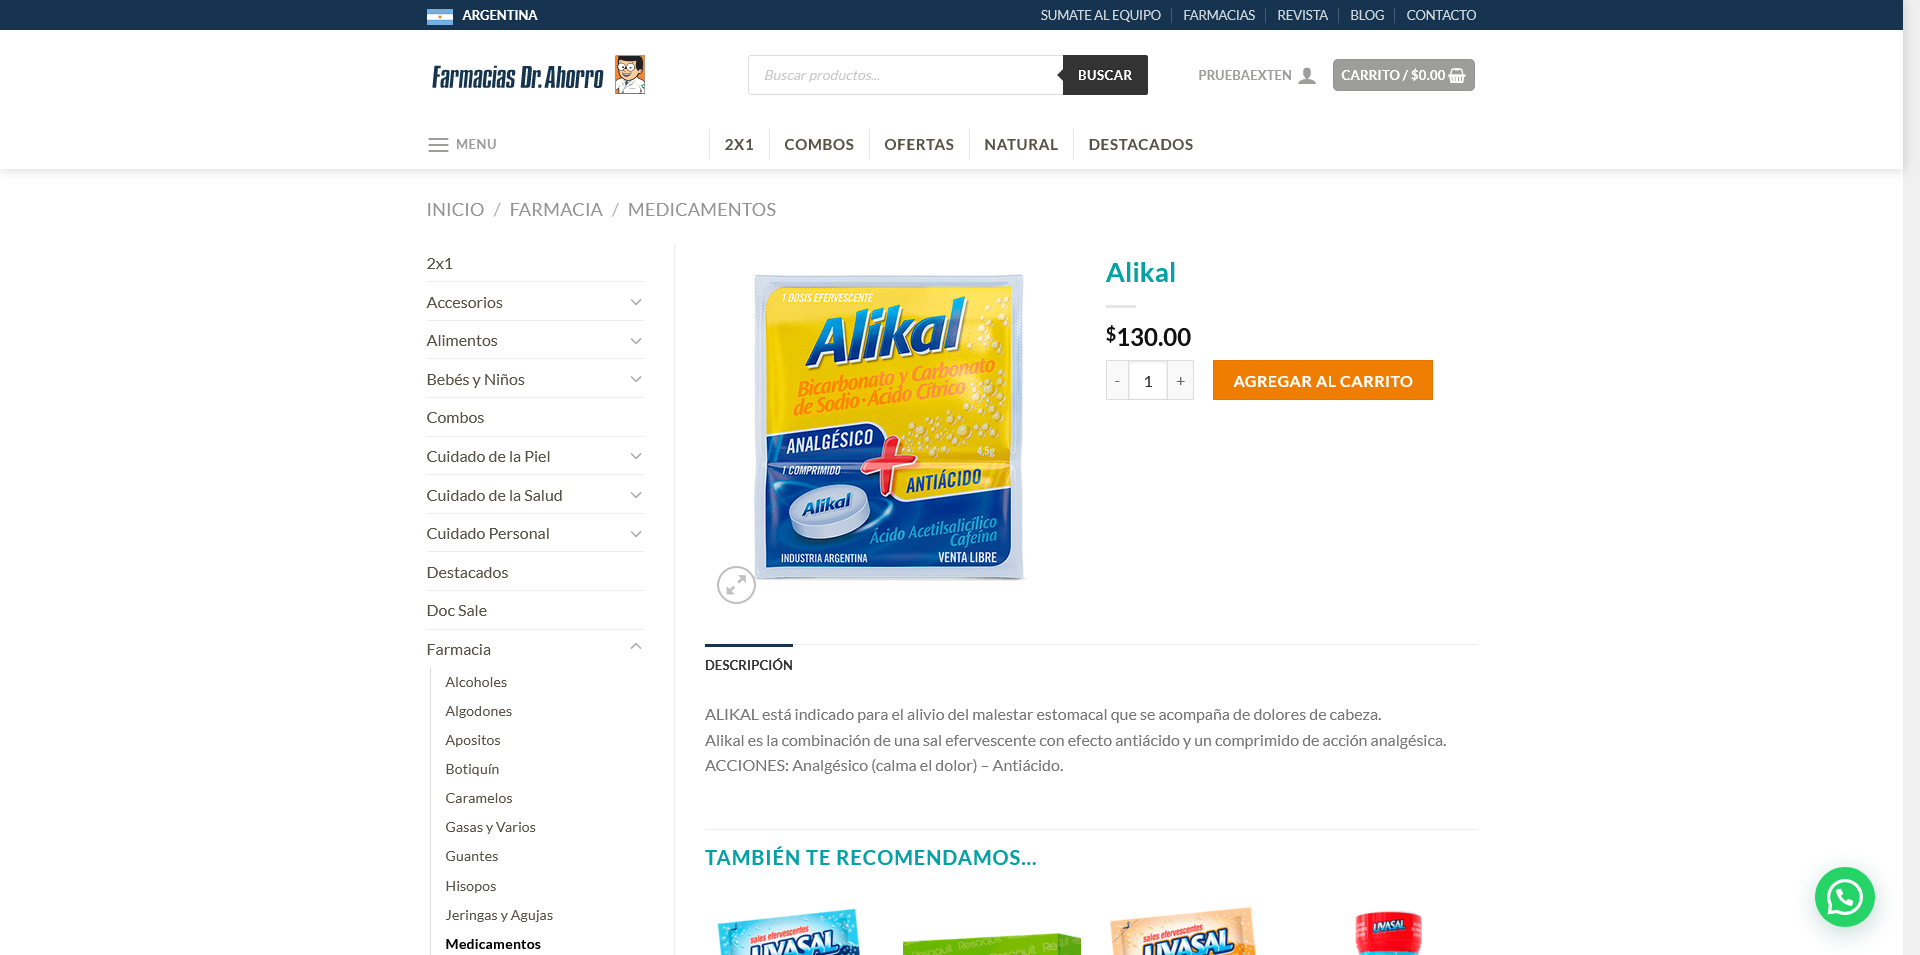 ARGENTINA
SUMATE AL EQUIPO
FARMACIAS
REVISTA
BLOG
CONTACTO
Farmacias Dr. Ahorro
Buscar productos...
BUSCAR
PRUEBAEXTEN
CARRITO / $0.00
MENU
2X1
COMBOS
OFERTAS
NATURAL
DESTACADOS
INICIO / FARMACIA / MEDICAMENTOS
2x1
Accesorios
Alimentos
Bebés y Niños
Combos
Cuidado de la Piel
Cuidado de la Salud
Cuidado Personal
Destacados
Doc Sale
Farmacia
Alcoholes
Algodones
Apositos
Botiquín
Caramelos
Gasas y Varios
Guantes
Hisopos
Jeringas y Agujas
Medicamentos
1 DOSIS EFERVESCENTE
Alikal
Bicarbonato y Carbonato
de Sodio · Ácido Cítrico
ANALGÉSICO
4,5g
1 COMPRIMIDO
ANTIÁCIDO
Alikal
Ácido Acetilsalicílico
Cafeína
INDUSTRIA ARGENTINA
VENTA LIBRE
Alikal
$130.00
- 1 +
AGREGAR AL CARRITO
DESCRIPCIÓN
ALIKAL está indicado para el alivio del malestar estomacal que se acompaña de dolores de cabeza.
Alikal es la combinación de una sal efervescente con efecto antiácido y un comprimido de acción analgésica.
ACCIONES: Analgésico (calma el dolor) – Antiácido.
TAMBIÉN TE RECOMENDAMOS…
sales efervescentes
UVASAL
sales efervescentes
UVASAL
UVASAL